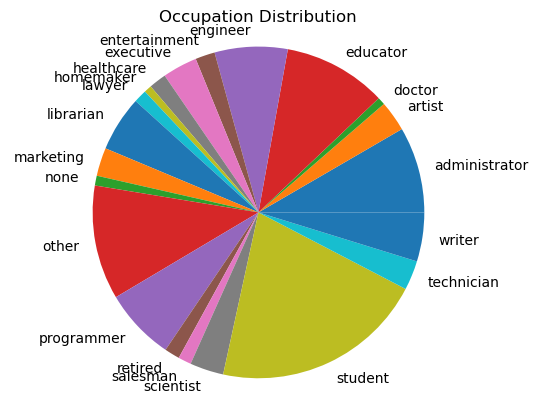 Occupation Distribution
engineer
entertainment
executive
educator
healthcare
homemaker
lawyer
doctor
artist
librarian
marketing
administrator
none
other
writer
technician
programmer
retired
salesman
scientist
student